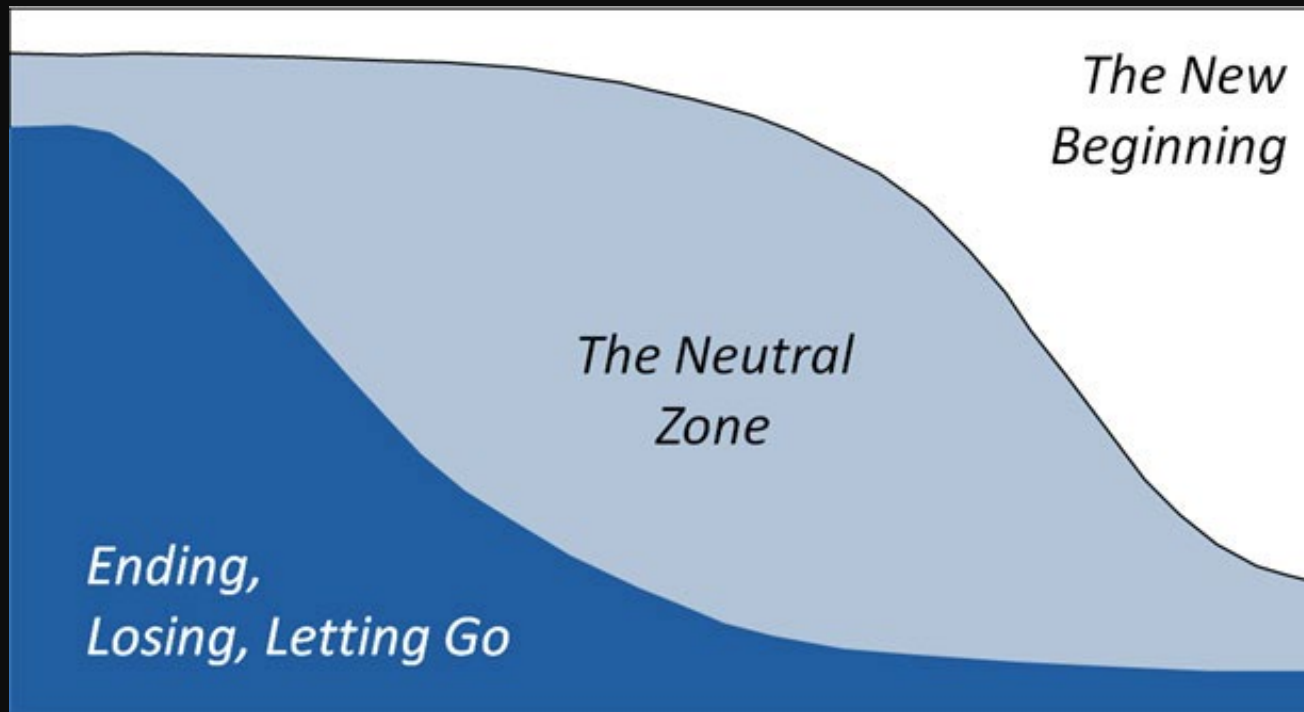 The New
Beginning
The Neutral
Zone
Ending,
Losing, Letting Go